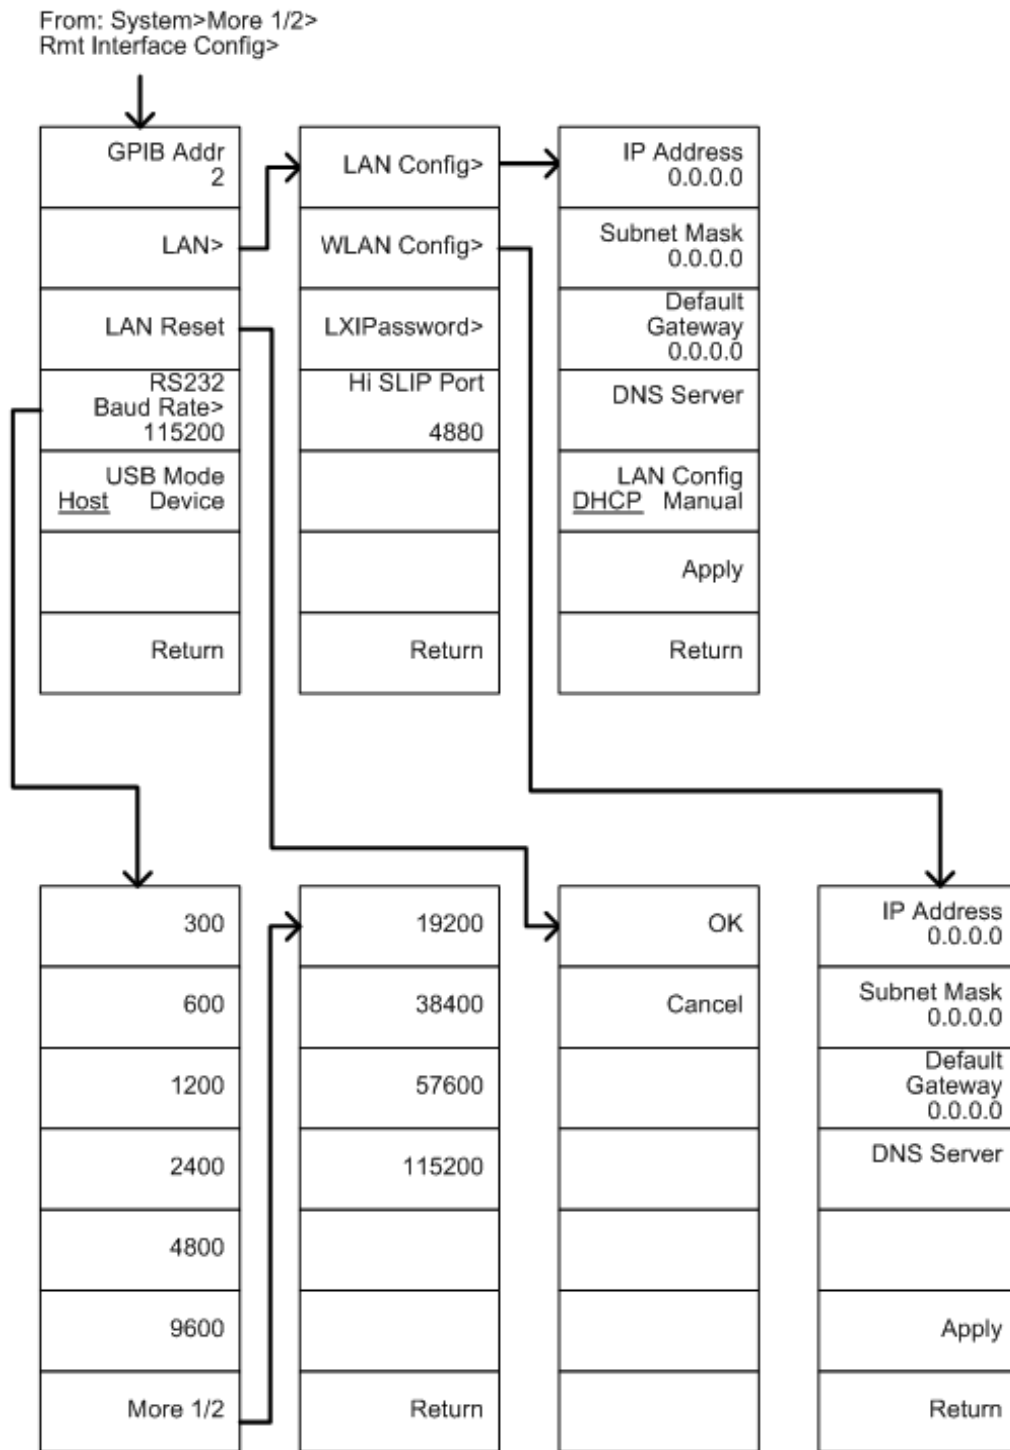 From: System>More 1/2>
Rmt Interface Config>
GPIB Addr
2
LAN>
LAN Reset
RS232
Baud Rate>
115200
USB Mode
Host Device
Return
LAN Config>
WLAN Config>
LXIPassword>
Hi SLIP Port
4880
Return
IP Address
0.0.0.0
Subnet Mask
0.0.0.0
Default
Gateway
0.0.0.0
DNS Server
LAN Config
DHCP Manual
Apply
Return
300
600
1200
2400
4800
9600
More 1/2
19200
38400
57600
115200
Return
OK
Cancel
IP Address
0.0.0.0
Subnet Mask
0.0.0.0
Default
Gateway
0.0.0.0
DNS Server
Apply
Return